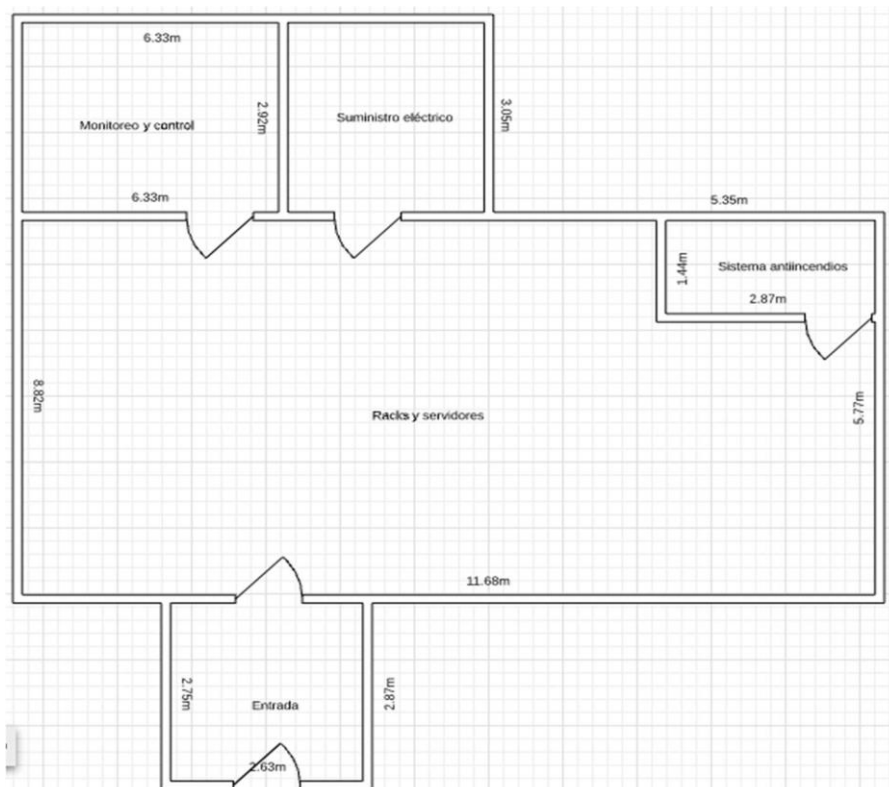 6.33m
Monitoreo y control
2.92m
Suministro eléctrico
3.05m
6.33m
5.35m
1.44m
Sistema antiincendios
2.87m
8.82m
Racks y servidores
5.77m
11.68m
2.75m
Entrada
2.87m
2.63m